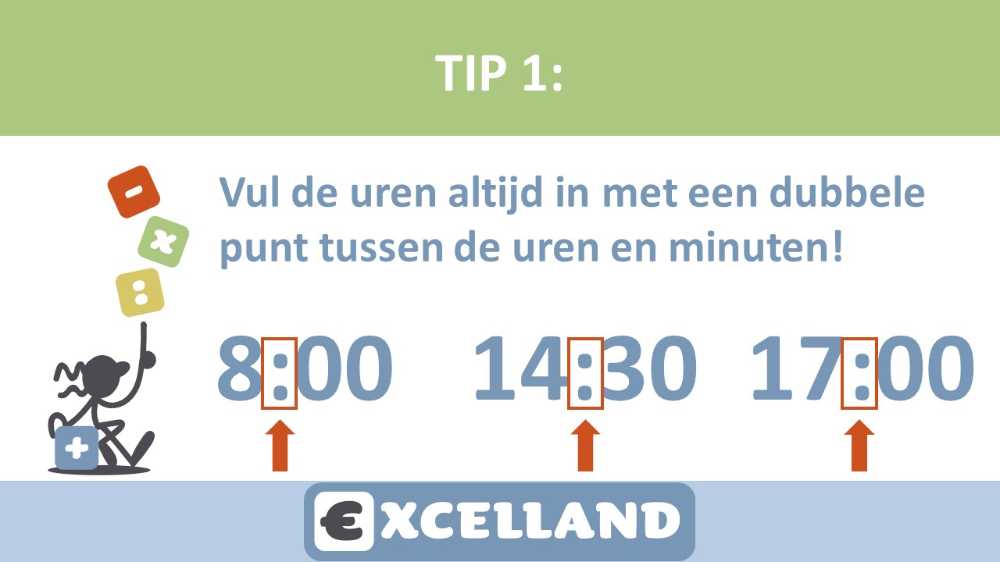 TIP 1:
Vul de uren altijd in met een dubbele
punt tussen de uren en minuten!
8:00 14:30 17:00
-
x
:
+
€XCELLAND